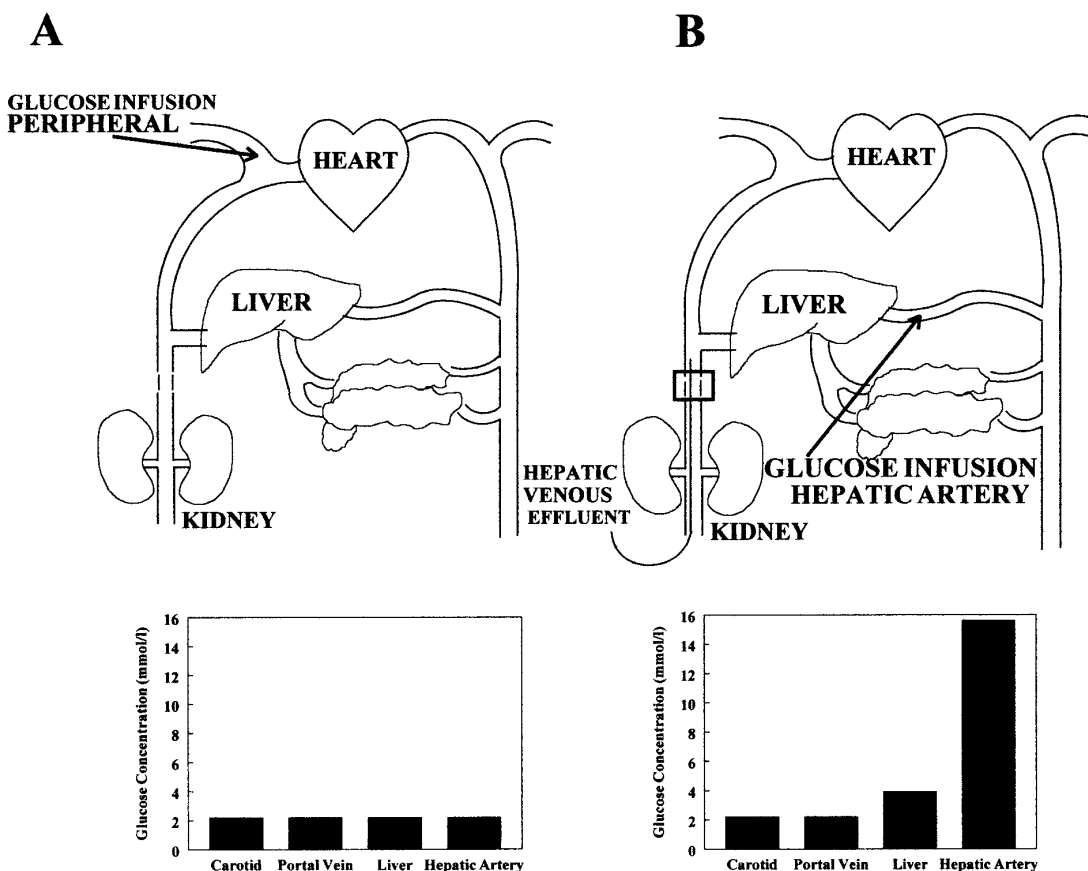 A
GLUCOSE INFUSION
PERIPHERAL
HEART
LIVER
KIDNEY
B
HEART
LIVER
GLUCOSE INFUSION
HEPATIC ARTERY
HEPATIC
VENOUS
EFFLUENT
KIDNEY
Glucose Concentration (mmol/l)
16
14
12
10
8
6
4
2
0
Carotid Portal Vein Liver Hepatic Artery
Glucose Concentration (mmol/l)
16
14
12
10
8
6
4
2
0
Carotid Portal Vein Liver Hepatic Artery